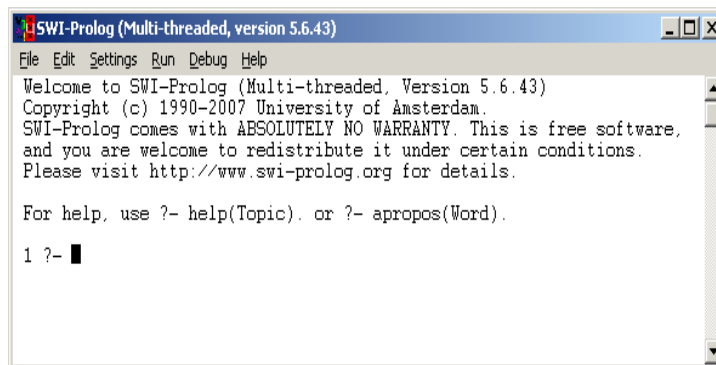 SWI-Prolog (Multi-threaded, version 5.6.43)
File Edit Settings Run Debug Help
Welcome to SWI-Prolog (Multi-threaded, Version 5.6.43)
Copyright (c) 1990-2007 University of Amsterdam.
SWI-Prolog comes with ABSOLUTELY NO WARRANTY. This is free software,
and you are welcome to redistribute it under certain conditions.
Please visit http://www.swi-prolog.org for details.
For help, use ?- help(Topic). or ?- apropos(Word).
1 ?-